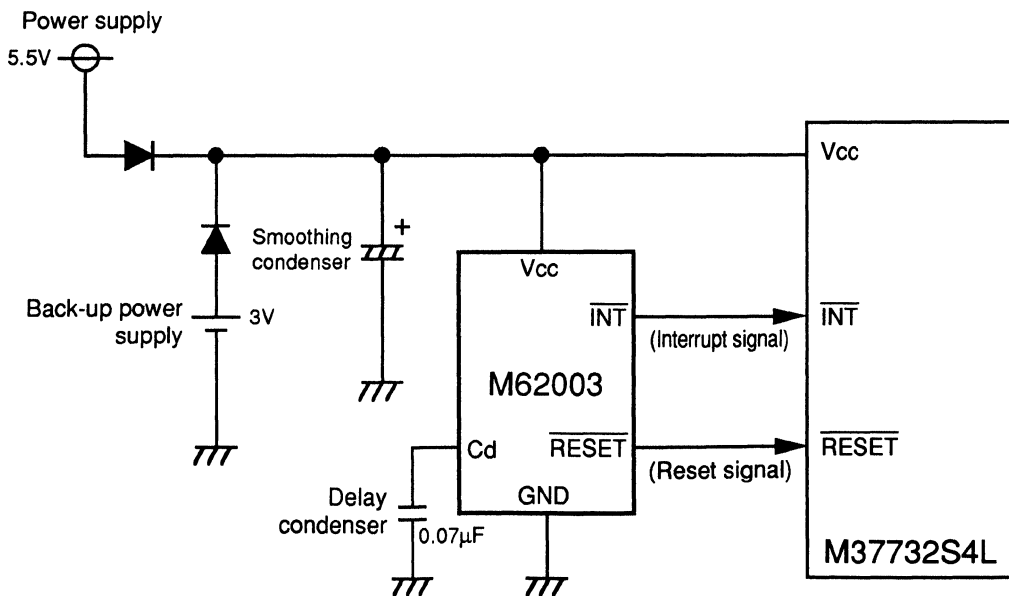 Power supply
5.5V
Vcc
Smoothing
condenser
+
Back-up power
supply
3V
Vcc
INT
(Interrupt signal)
INT
M62003
Cd
RESET
(Reset signal)
RESET
GND
Delay
condenser
0.07μF
M37732S4L